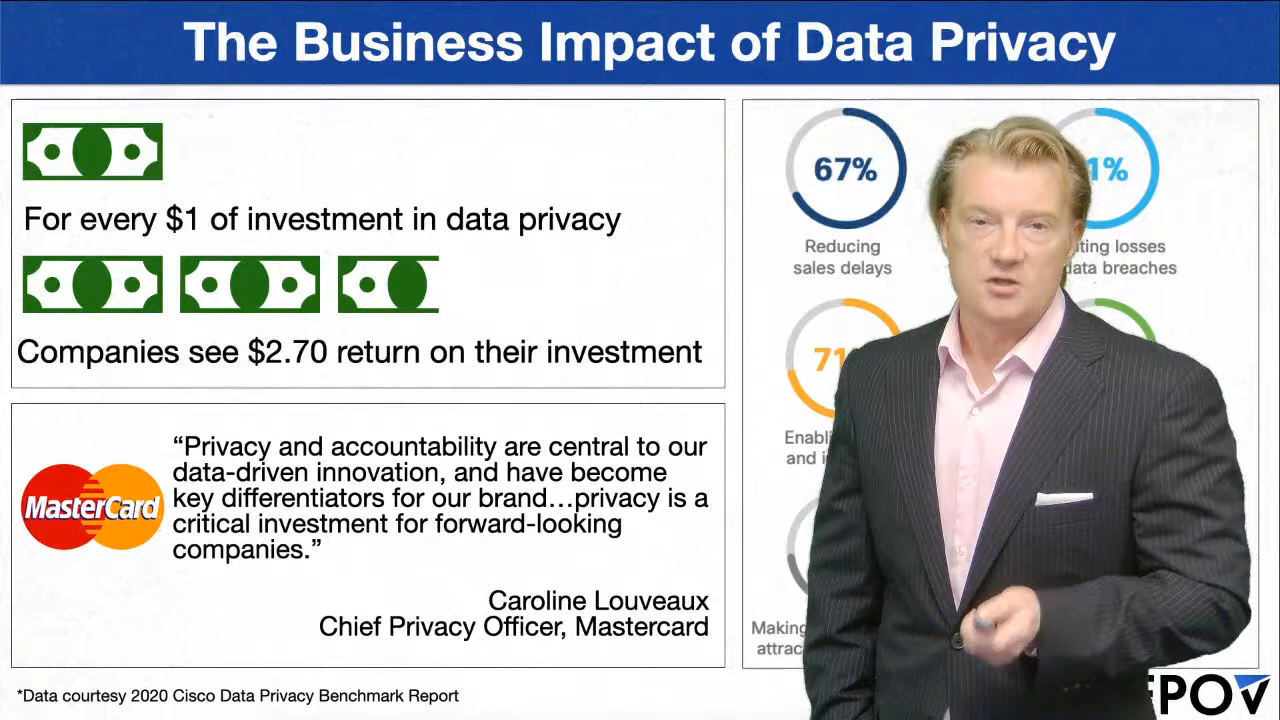 The Business Impact of Data Privacy
For every $1 of investment in data privacy
Companies see $2.70 return on their investment
MasterCard
“Privacy and accountability are central to our
data-driven innovation, and have become
key differentiators for our brand…privacy is a
critical investment for forward-looking
companies.”
Caroline Louveaux
Chief Privacy Officer, Mastercard
67%
Reducing
sales delays
losses
data breaches
and
Making
*Data courtesy 2020 Cisco Data Privacy Benchmark Report
POV